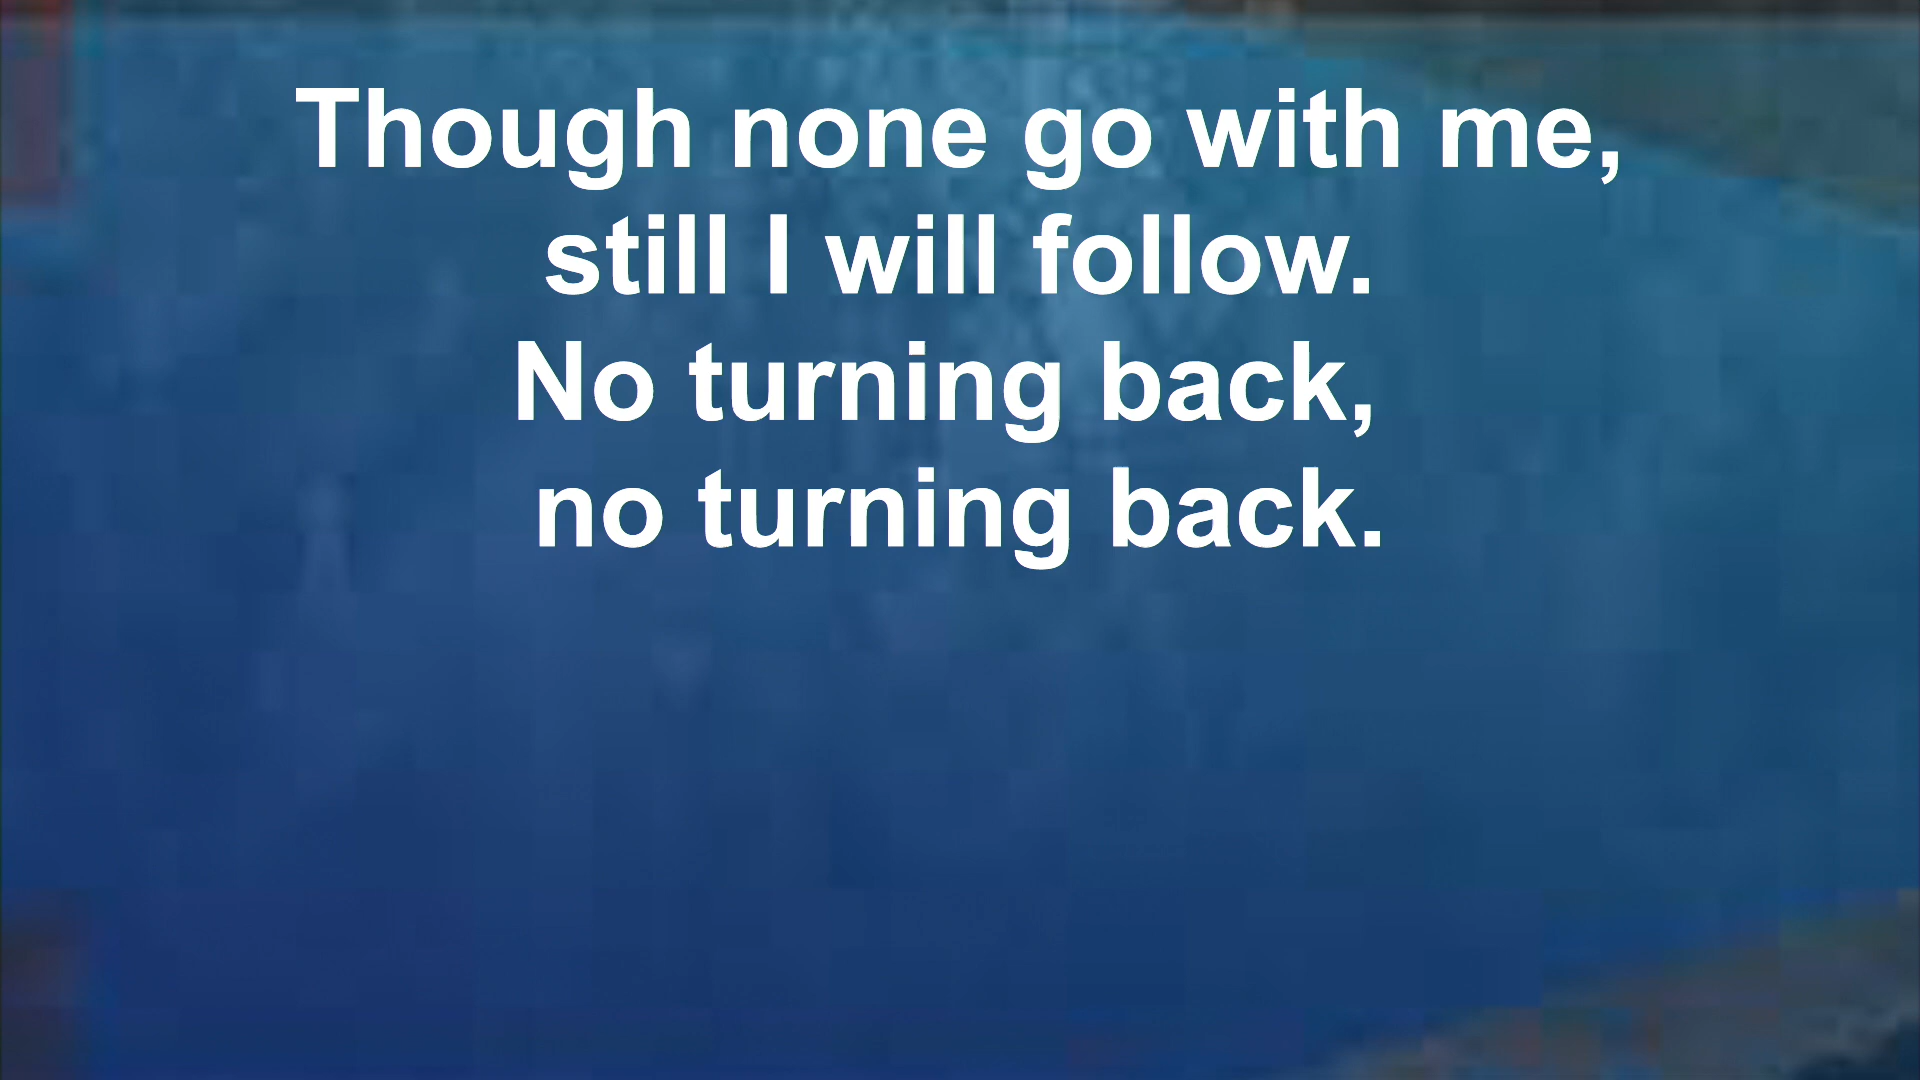 Though none go with me,
still I will follow.
No turning back,
no turning back.